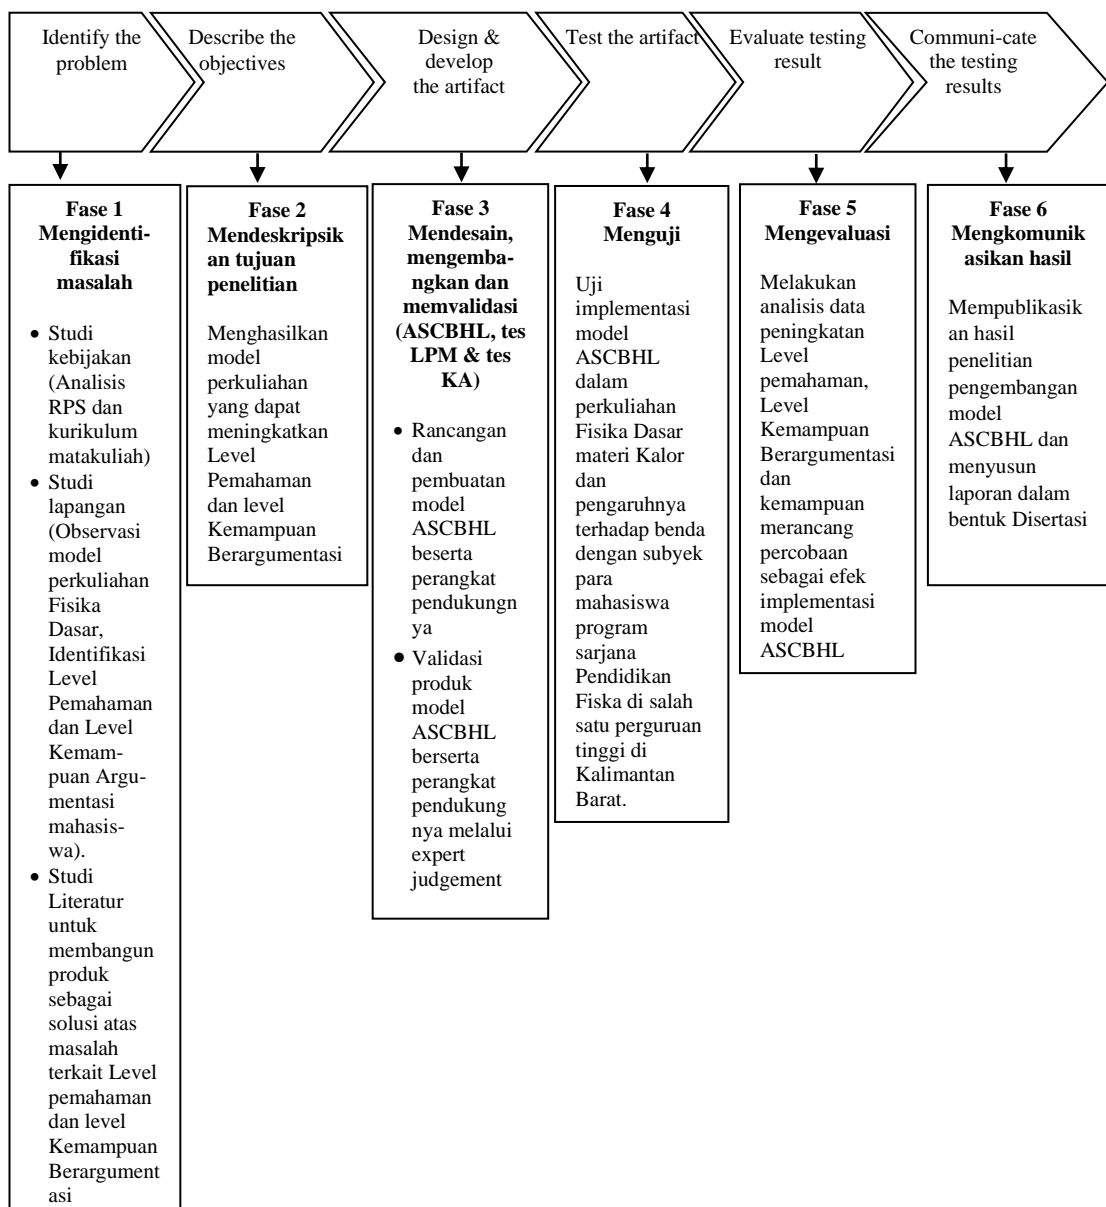 Identify the
problem
Describe the
objectives
Design &
develop
the artifact
Test the artifact
Evaluate testing
result
Communi-cate
the testing
results
Fase 1
Mengidenti-
fikasi
masalah
• Studi
kebijakan
(Analisis
RPS dan
kurikulum
matakuliah)
• Studi
lapangan
(Observasi
model
perkuliahan
Fisika
Dasar,
Identifikasi
Level
Pemahaman
dan Level
Kemam-
puan Argu-
mentasi
mahasis-
wa).
• Studi
Literatur
untuk
membangun
produk
sebagai
solusi atas
masalah
terkait Level
pemahaman
dan level
Kemampuan
Berargument
asi
Fase 2
Mendeskripsik
an tujuan
penelitian
Menghasilkan
model
perkuliahan
yang dapat
meningkatkan
Level
Pemahaman
dan level
Kemampuan
Berargumentasi
Fase 3
Mendesain,
mengemba-
ngkan dan
memvalidasi
(ASCBHL, tes
LPM & tes
KA)
• Rancangan
dan
pembuatan
model
ASCBHL
beserta
perangkat
pendukungn
ya
• Validasi
produk
model
ASCBHL
berserta
perangkat
pendukung
nya melalui
expert
judgement
Fase 4
Menguji
Uji
implementasi
model
ASCBHL
dalam
perkuliahan
Fisika Dasar
materi Kalor
dan
pengaruhnya
terhadap benda
dengan subyek
para
mahasiswa
program
sarjana
Pendidikan
Fiska di salah
satu perguruan
tinggi di
Kalimantan
Barat.
Fase 5
Mengevaluasi
Melakukan
analisis data
peningkatan
Level
pemahaman,
Level
Kemampuan
Berargumentasi
dan
kemampuan
merancang
percobaan
sebagai efek
implementasi
model
ASCBHL
Fase 6
Mengkomunik
asikan hasil
Mempublikasik
an hasil
penelitian
pengembangan
model
ASCBHL dan
menyusun
laporan dalam
bentuk Disertasi